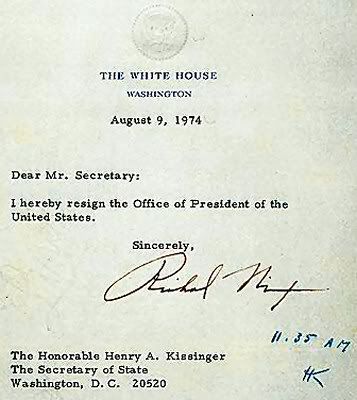 THE WHITE HOUSE
WASHINGTON
August 9, 1974
Dear Mr. Secretary:
I hereby resign the Office of President of the
United States.
Sincerely,
Richard Nixon
11.35 AM
HK
The Honorable Henry A. Kissinger
The Secretary of State
Washington, D. C. 20520